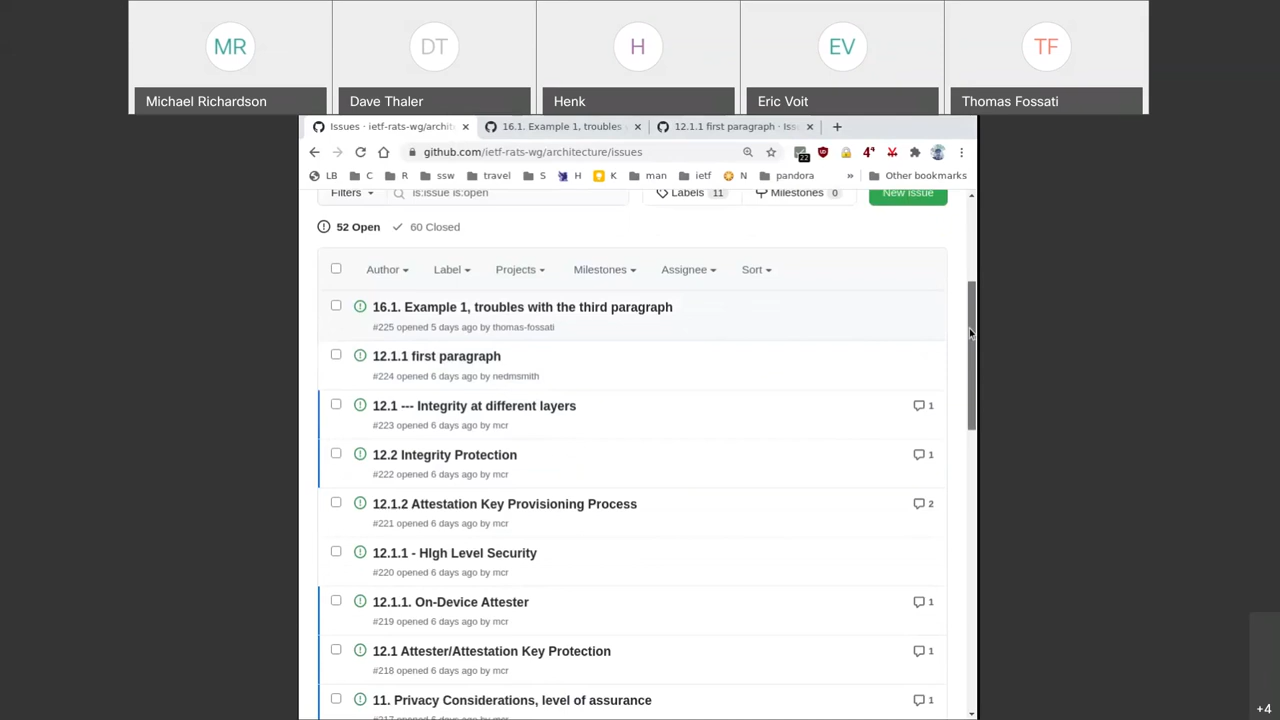 MR
DT
H
EV
TF
Michael Richardson
Dave Thaler
Henk
Eric Voit
Thomas Fossati
Issues · ietf-rats-wg/archit
16.1. Example 1, troubles
12.1.1 first paragraph · Iss
github.com/ietf-rats-wg/architecture/issues
22
LB
C
R
ssw
travel
S
H
K
man
ietf
N
pandora
»
Other bookmarks
Filters
is:issue is:open
Labels 11
Milestones 0
New issue
52 Open
60 Closed
Author
Label
Projects
Milestones
Assignee
Sort
16.1. Example 1, troubles with the third paragraph
#225 opened 5 days ago by thomas-fossati
12.1.1 first paragraph
#224 opened 6 days ago by nedmsmith
12.1 --- Integrity at different layers
1
#223 opened 6 days ago by mcr
12.2 Integrity Protection
1
#222 opened 6 days ago by mcr
12.1.2 Attestation Key Provisioning Process
2
#221 opened 6 days ago by mcr
12.1.1 - HIgh Level Security
#220 opened 6 days ago by mcr
12.1.1. On-Device Attester
1
#219 opened 6 days ago by mcr
12.1 Attester/Attestation Key Protection
1
#218 opened 6 days ago by mcr
11. Privacy Considerations, level of assurance
1
#217 opened 6 days ago by mcr
+4